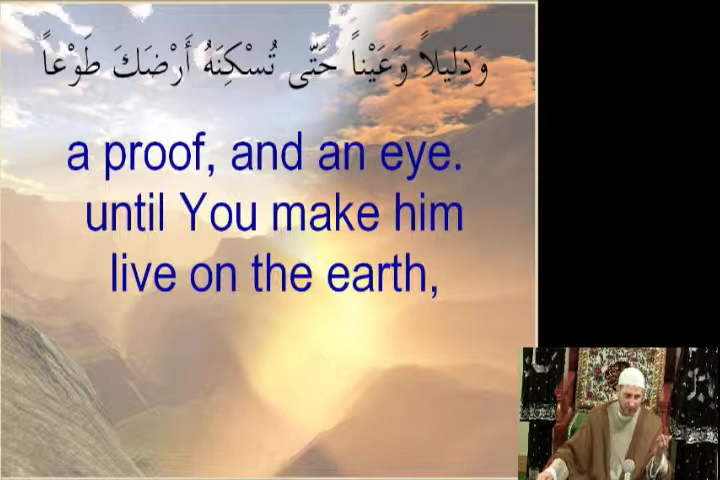 وَدَلِيلاً وَعَيْناً حَتّى تُسْكِنَهُ أَرْضَكَ طَوْعاً
a proof, and an eye.
until You make him
live on the earth,